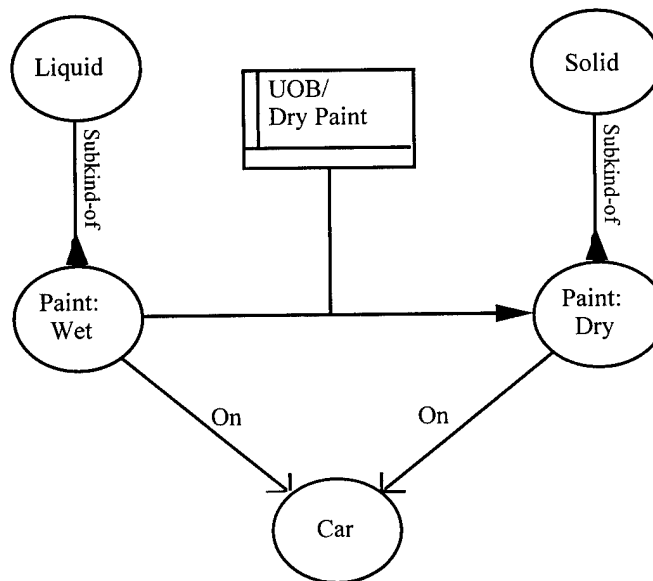 Liquid
UOB/
Dry Paint
Solid
Subkind-of
Subkind-of
Paint:
Wet
Paint:
Dry
On
On
Car